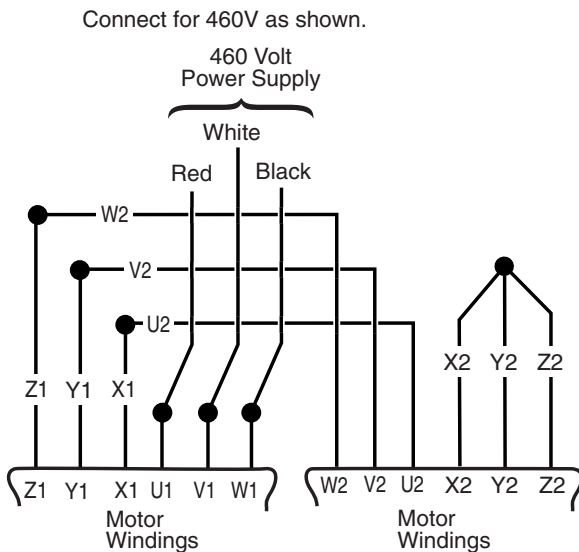 Connect for 460V as shown.
460 Volt
Power Supply
White
Red Black
W2
V2
U2
X2 Y2 Z2
Z1 Y1 X1
Z1 Y1 X1 U1 V1 W1
W2 V2 U2 X2 Y2 Z2
Motor
Windings
Motor
Windings